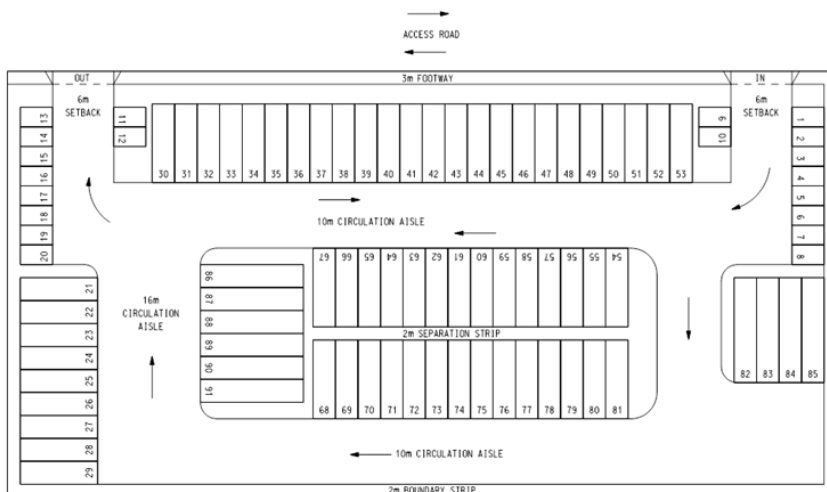 ACCESS ROAD
OUT
3m FOOTWAY
IN
6m
SETBACK
6m
SETBACK
13
14
15
16
17
18
19
20
11
12
30 31 32 33 34 35 36 37 38 39 40 41 42 43 44 45 46 47 48 49 50 51 52 53
9
10
1
2
3
4
5
6
7
8
10m CIRCULATION AISLE
67 66 65 64 63 62 61 60 59 58 57 56 55 54
21
22
23
24
25
26
27
28
29
16m
CIRCULATION
AISLE
86
87
88
89
90
91
2m SEPARATION STRIP
68 69 70 71 72 73 74 75 76 77 78 79 80 81
82 83 84 85
10m CIRCULATION AISLE
2m BOUNDARY STRIP